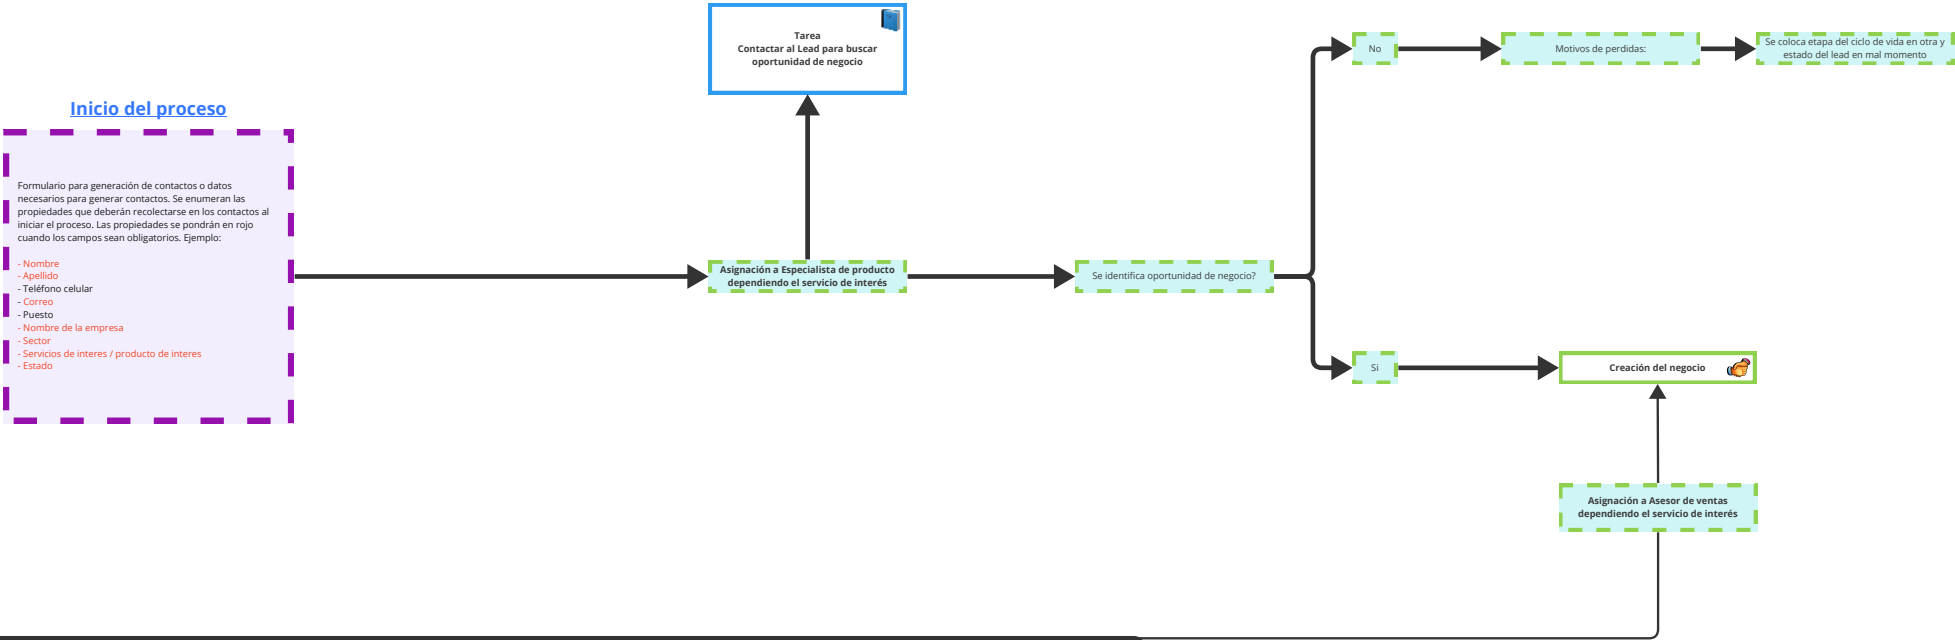 Inicio del proceso
Formulario para generación de contactos o datos
necesarios para generar contactos. Se enumeran las
propiedades que deberán recolectarse en los contactos al
iniciar el proceso. Las propiedades se pondrán en rojo
cuando los campos sean obligatorios. Ejemplo:
- Nombre
- Apellido
- Teléfono celular
- Correo
- Puesto
- Nombre de la empresa
- Sector
- Servicios de interes / producto de interes
- Estado
Tarea
Contactar al Lead para buscar
oportunidad de negocio
Asignación a Especialista de producto
dependiendo el servicio de interés
Se identifica oportunidad de negocio?
No
Motivos de perdidas:
Se coloca etapa del ciclo de vida en otra y
estado del lead en mal momento
Si
Creación del negocio
Asignación a Asesor de ventas
dependiendo el servicio de interés